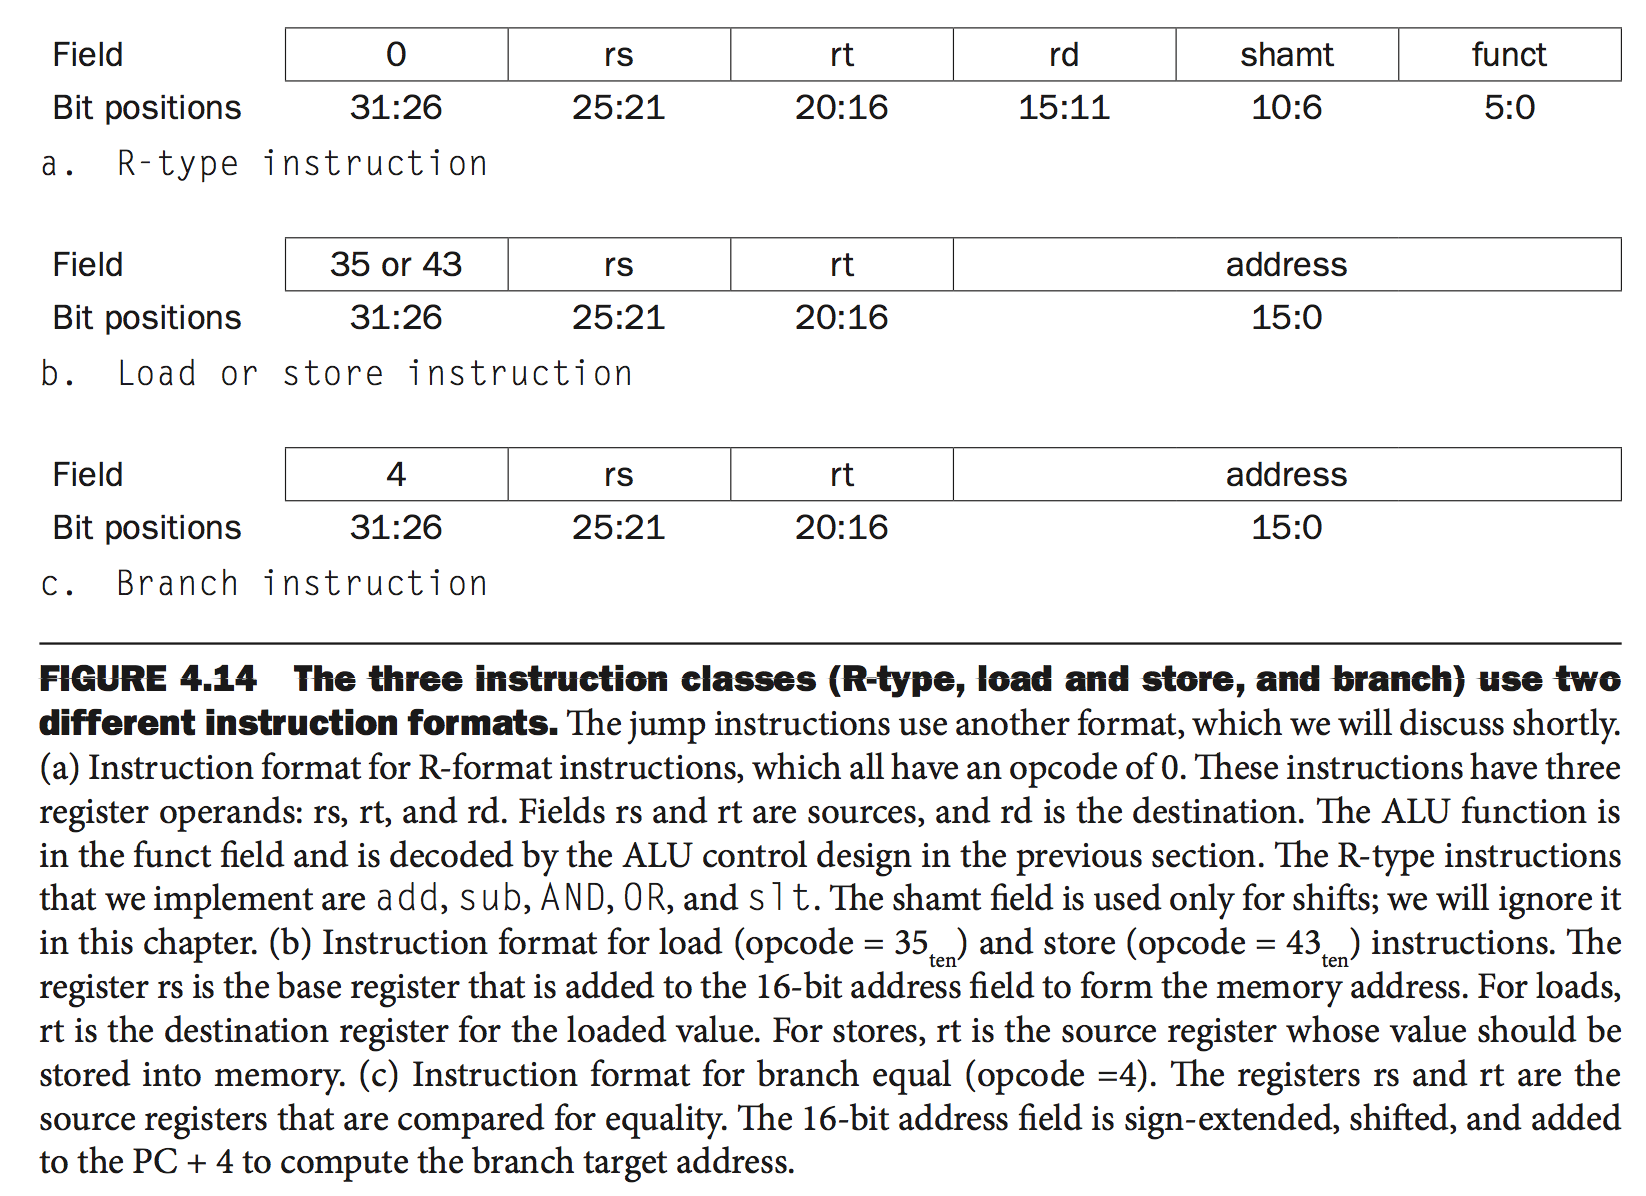 Field 0 rs rt rd shamt funct
Bit positions 31:26 25:21 20:16 15:11 10:6 5:0
a. R-type instruction
Field 35 or 43 rs rt address
Bit positions 31:26 25:21 20:16 15:0
b. Load or store instruction
Field 4 rs rt address
Bit positions 31:26 25:21 20:16 15:0
c. Branch instruction
FIGURE 4.14 The three instruction classes (R-type, load and store, and branch) use two
different instruction formats. The jump instructions use another format, which we will discuss shortly.
(a) Instruction format for R-format instructions, which all have an opcode of 0. These instructions have three
register operands: rs, rt, and rd. Fields rs and rt are sources, and rd is the destination. The ALU function is
in the funct field and is decoded by the ALU control design in the previous section. The R-type instructions
that we implement are add, sub, AND, OR, and slt. The shamt field is used only for shifts; we will ignore it
in this chapter. (b) Instruction format for load (opcode = 35ten) and store (opcode = 43ten) instructions. The
register rs is the base register that is added to the 16-bit address field to form the memory address. For loads,
rt is the destination register for the loaded value. For stores, rt is the source register whose value should be
stored into memory. (c) Instruction format for branch equal (opcode =4). The registers rs and rt are the
source registers that are compared for equality. The 16-bit address field is sign-extended, shifted, and added
to the PC + 4 to compute the branch target address.